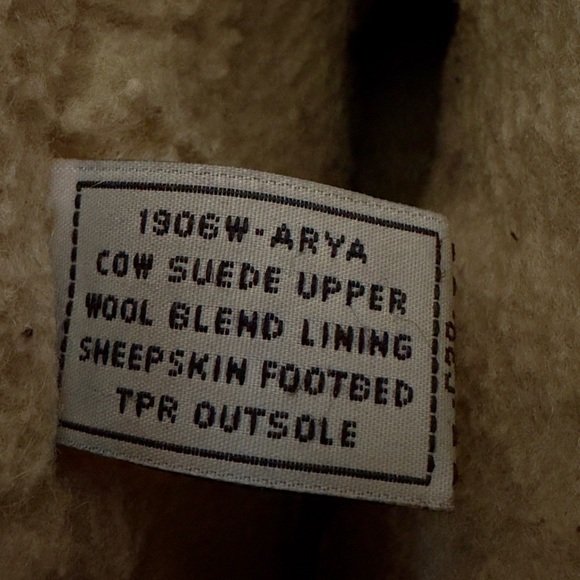 1906W-ARYA
COW SUEDE UPPER
WOOL BLEND LINING
SHEEPSKIN FOOTBED
TPR OUTSOLE